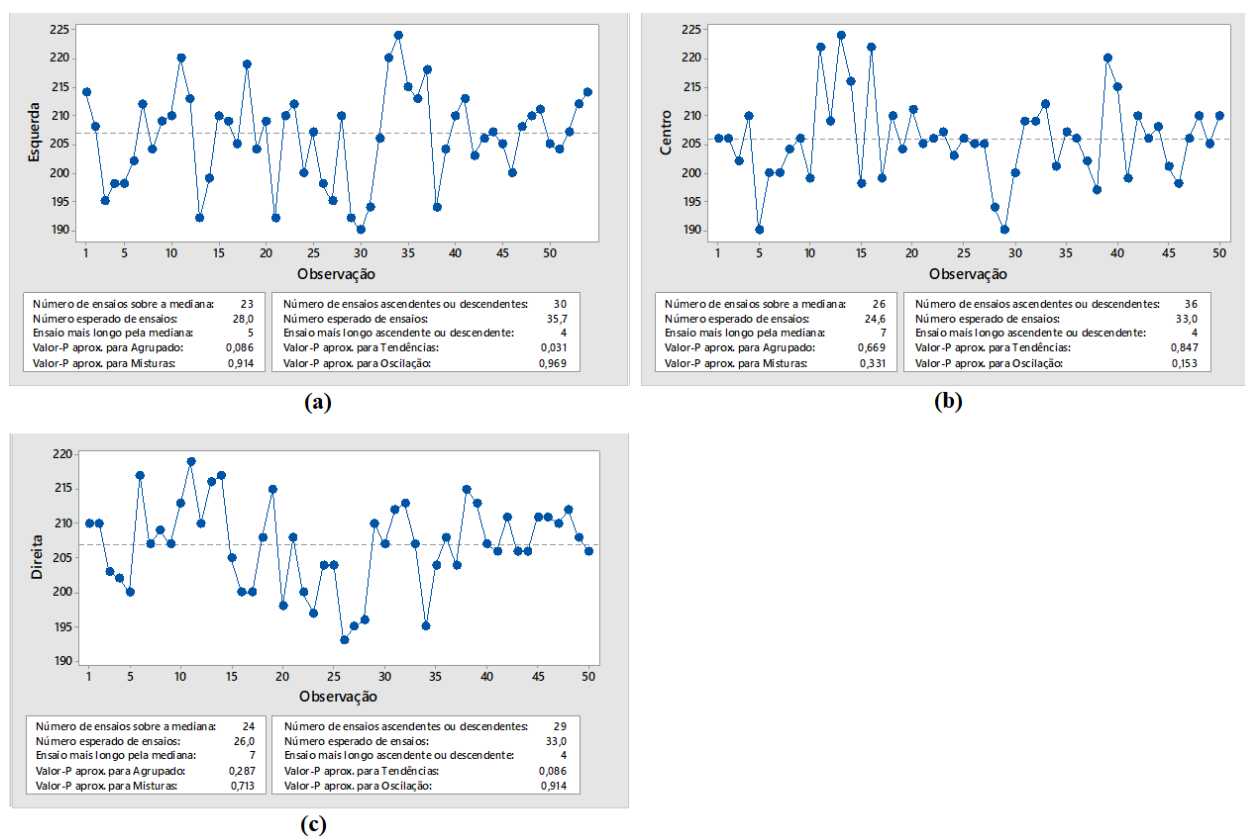 225
220
215
210
205
200
195
190
Esquerda
1 5 10 15 20 25 30 35 40 45 50
Observação
Número de ensaios sobre a mediana: 23
Número esperado de ensaios: 28,0
Ensaio mais longo pela mediana: 5
Valor-P aprox. para Agrupado: 0,086
Valor-P aprox. para Misturas: 0,914
Número de ensaios ascendentes ou descendentes: 30
Número esperado de ensaios: 35,7
Ensaio mais longo ascendente ou descendente: 4
Valor-P aprox. para Tendências: 0,031
Valor-P aprox. para Oscilação: 0,969
(a)
225
220
215
210
205
200
195
190
Centro
1 5 10 15 20 25 30 35 40 45 50
Observação
Número de ensaios sobre a mediana: 26
Número esperado de ensaios: 24,6
Ensaio mais longo pela mediana: 7
Valor-P aprox. para Agrupado: 0,669
Valor-P aprox. para Misturas: 0,331
Número de ensaios ascendentes ou descendentes: 36
Número esperado de ensaios: 33,0
Ensaio mais longo ascendente ou descendente: 4
Valor-P aprox. para Tendências: 0,847
Valor-P aprox. para Oscilação: 0,153
(b)
220
215
210
205
200
195
190
Direita
1 5 10 15 20 25 30 35 40 45 50
Observação
Número de ensaios sobre a mediana: 24
Número esperado de ensaios: 26,0
Ensaio mais longo pela mediana: 7
Valor-P aprox. para Agrupado: 0,287
Valor-P aprox. para Misturas: 0,713
Número de ensaios ascendentes ou descendentes: 29
Número esperado de ensaios: 33,0
Ensaio mais longo ascendente ou descendente: 4
Valor-P aprox. para Tendências: 0,086
Valor-P aprox. para Oscilação: 0,914
(c)